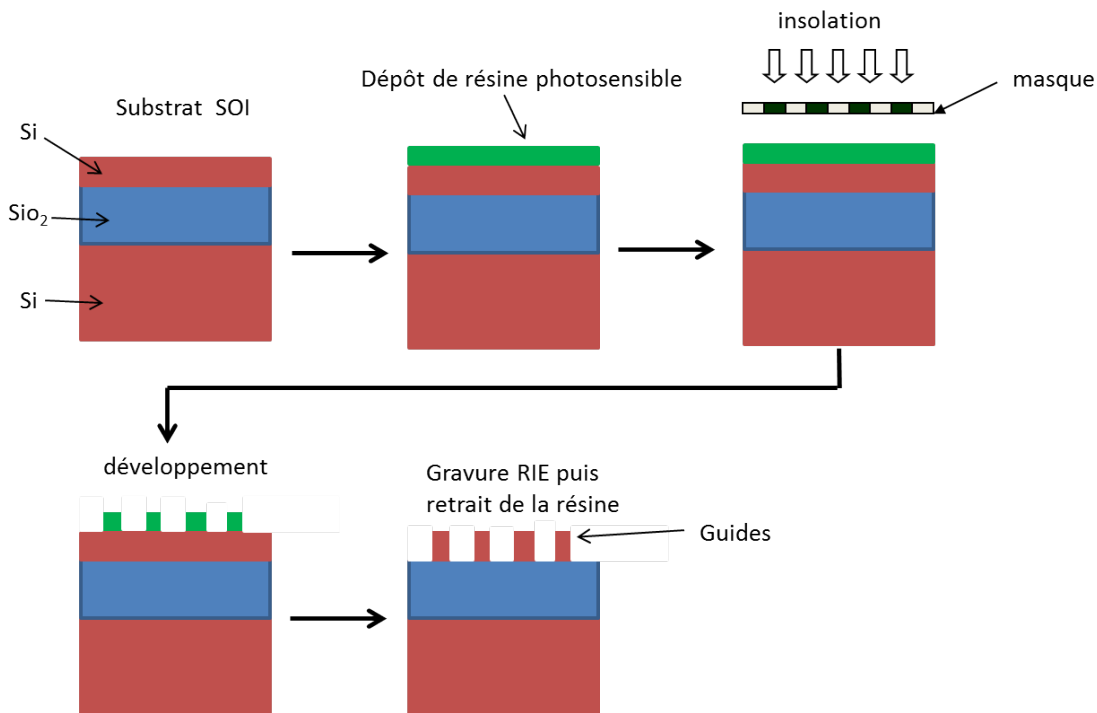 insolation
Dépôt de résine photosensible
masque
Substrat SOI
Si
Sio₂
Si
développement
Gravure RIE puis
retrait de la résine
Guides